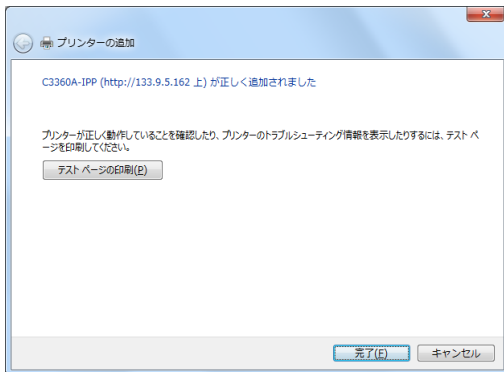 プリンターの追加
C3360A-IPP (http://133.9.5.162 上) が正しく追加されました
プリンターが正しく動作していることを確認したり、プリンターのトラブルシューティング情報を表示したりするには、テスト ペ
ージを印刷してください。
テスト ページの印刷(P)
完了(F)
キャンセル